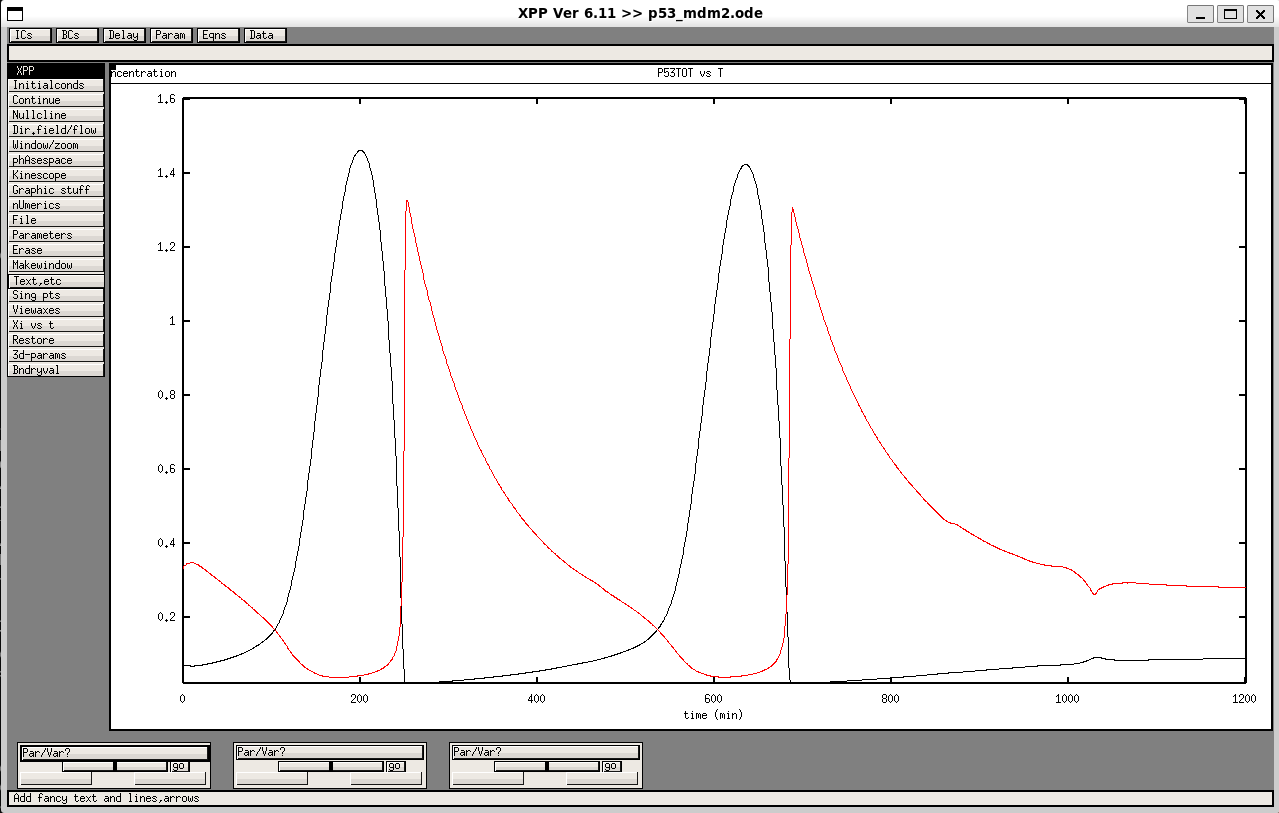 XPP Ver 6.11 >> p53_mdm2.ode
ICs BCs Delay Param Eqns Data
XPP
Initialconds
Continue
Nullcline
Dir.field/flow
Window/zoom
phAsespace
Kinescope
Graphic stuff
nUmerics
File
Parameters
Erase
Makewindow
Text,etc
Sing pts
Viewaxes
Xi vs t
Restore
3d-params
Bndryval
ncentration
P53TOT vs T
1.6
1.4
1.2
1
0.8
0.6
0.4
0.2
0 200 400 600 800 1000 1200
time (min)
Par/Var? Par/Var? Par/Var?
go go go
Add fancy text and lines,arrows